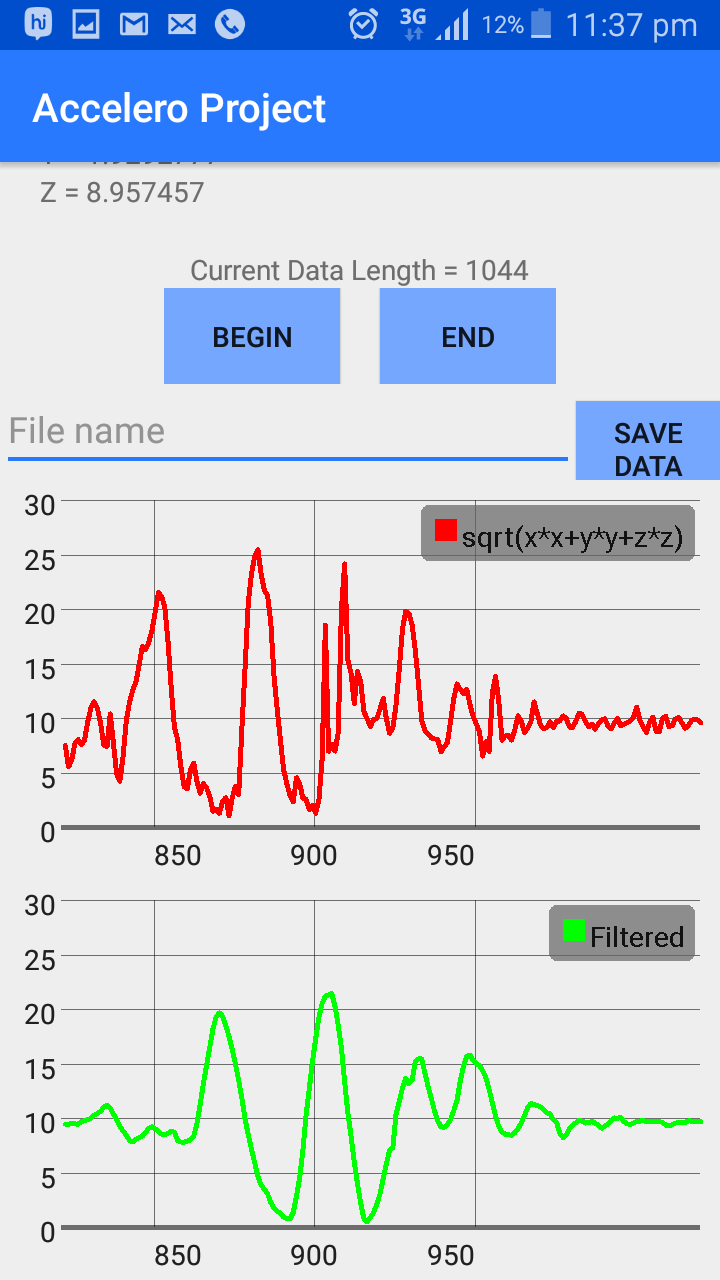 hi 3G 12% 11:37 pm
Accelero Project
Z = 8.957457
Current Data Length = 1044
BEGIN END
File name
SAVE
DATA
30
sqrt(x*x+y*y+z*z)
25
20
15
10
5
0
850 900 950
30
Filtered
25
20
15
10
5
0
850 900 950